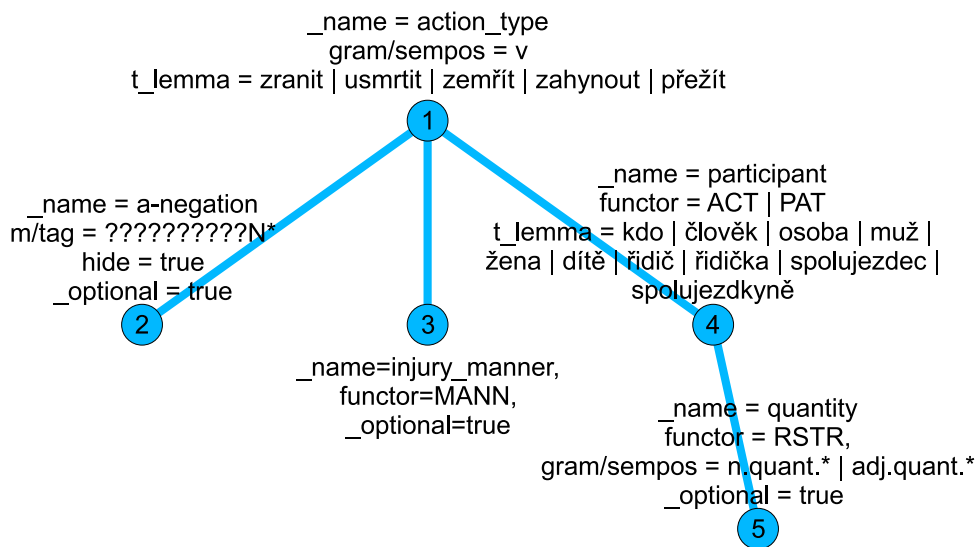 _name = action_type
gram/sempos = v
t_lemma = zranit | usmrtit | zemřít | zahynout | přežít
1
_name = a-negation
m/tag = ??????????N*
hide = true
_optional = true
2
3
_name=injury_manner,
functor=MANN,
_optional=true
_name = participant
functor = ACT | PAT
t_lemma = kdo | člověk | osoba | muž |
žena | dítě | řidič | řidička | spolujezdec |
spolujezdkyně
4
_name = quantity
functor = RSTR,
gram/sempos = n.quant.* | adj.quant.*
_optional = true
5